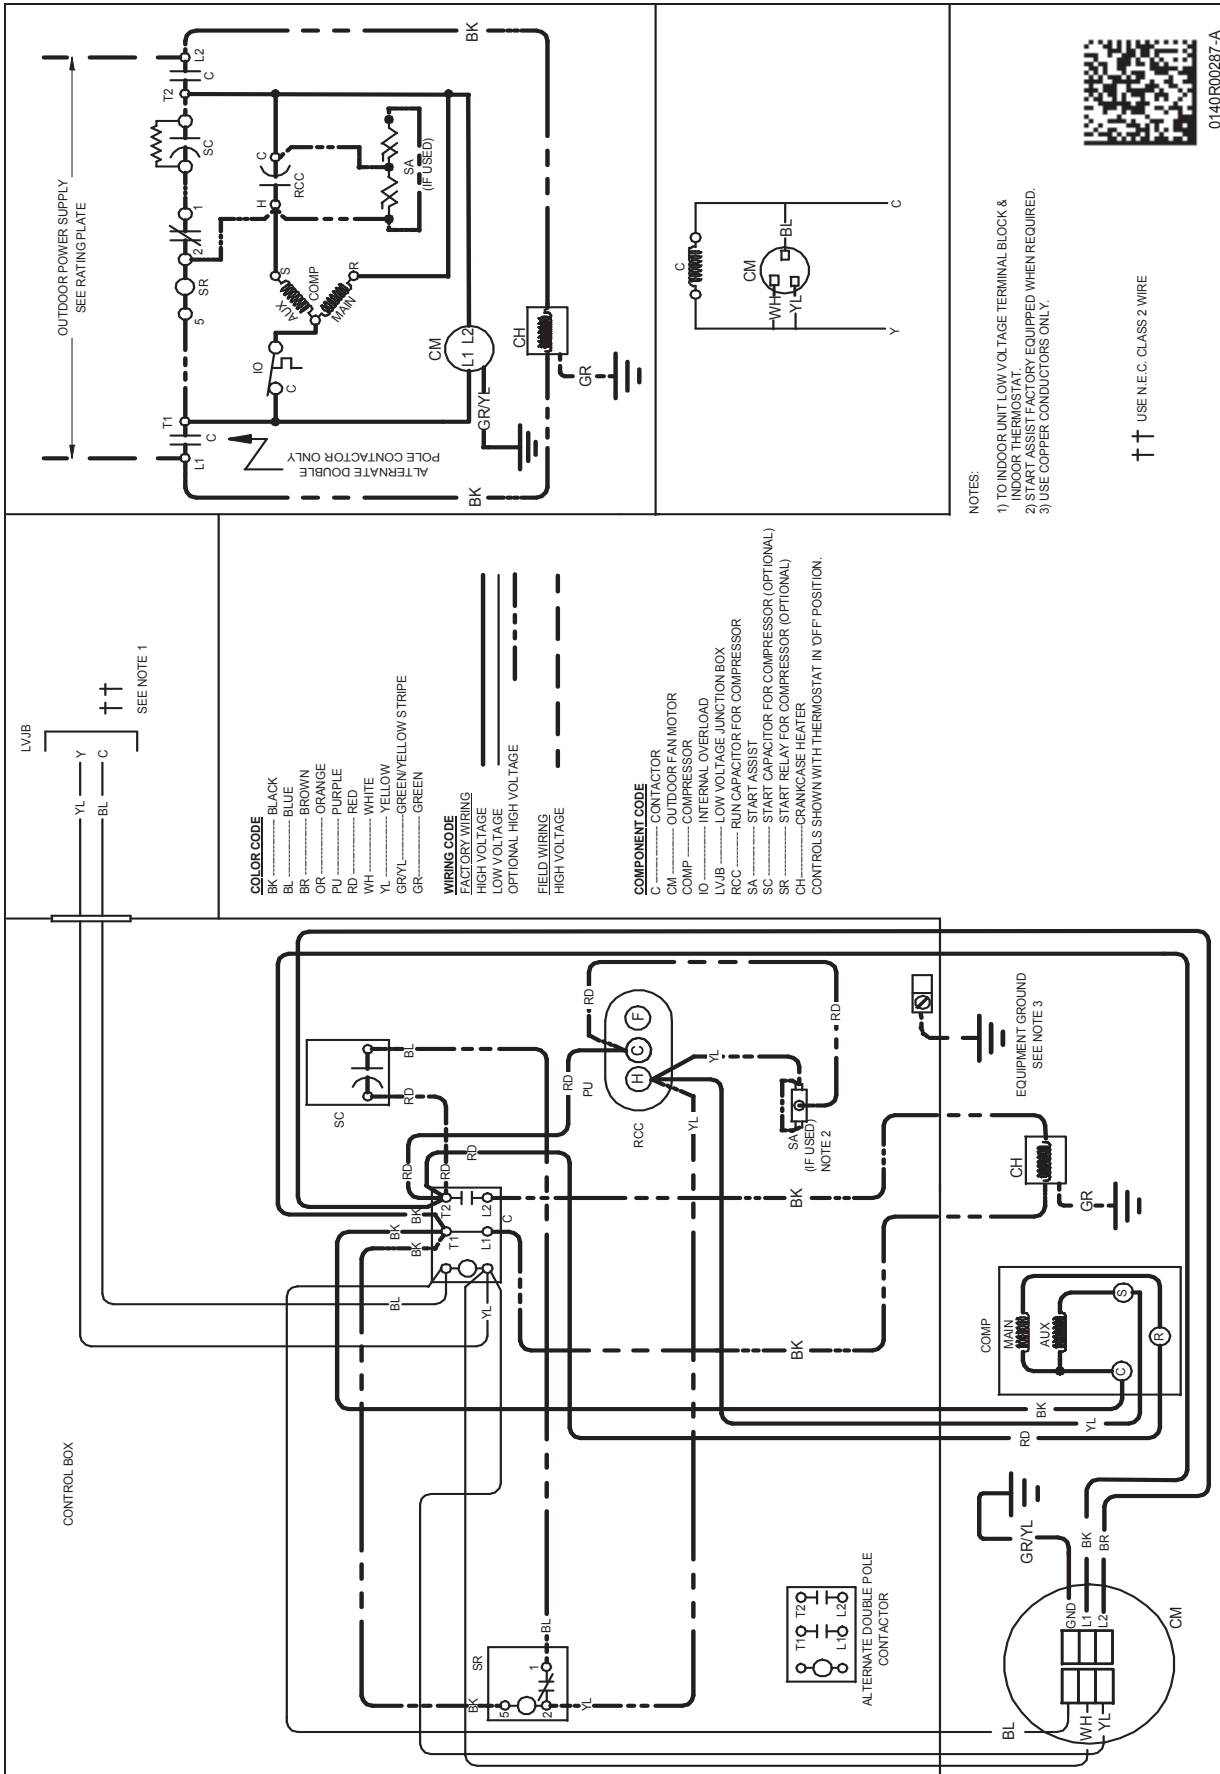 OUTDOOR POWER SUPPLY
SEE RATING PLATE
L1
T1
C
ALTERNATE DOUBLE
POLE CONTACTOR ONLY
5
SR
2
1
SC
T2
L2
C
IO
C
AUX
S
COMP
MAIN
R
H
RCC
C
SA
(IF USED)
CM
L1 L2
GR/YL
CH
GR
BK
BK
C
CM
WH
YL
BL
Y
C
NOTES:
1) TO INDOOR UNIT LOW VOLTAGE TERMINAL BLOCK &
INDOOR THERMOSTAT.
2) START ASSIST FACTORY EQUIPPED WHEN REQUIRED.
3) USE COPPER CONDUCTORS ONLY.
†† USE N.E.C. CLASS 2 WIRE
0140R00287-A
LVJB
YL
Y
BL
C
††
SEE NOTE 1
COLOR CODE
BK ---------- BLACK
BL ---------- BLUE
BR ---------- BROWN
OR ---------- ORANGE
PU ---------- PURPLE
RD ---------- RED
WH ---------- WHITE
YL ---------- YELLOW
GR/YL ---------- GREEN/YELLOW STRIPE
GR ---------- GREEN
WIRING CODE
FACTORY WIRING
HIGH VOLTAGE
LOW VOLTAGE
OPTIONAL HIGH VOLTAGE
FIELD WIRING
HIGH VOLTAGE
COMPONENT CODE
C ---------- CONTACTOR
CM ---------- OUTDOOR FAN MOTOR
COMP ---------- COMPRESSOR
IO ---------- INTERNAL OVERLOAD
LVJB ---------- LOW VOLTAGE JUNCTION BOX
RCC ---------- RUN CAPACITOR FOR COMPRESSOR
SA ---------- START ASSIST
SC ---------- START CAPACITOR FOR COMPRESSOR (OPTIONAL)
SR ---------- START RELAY FOR COMPRESSOR (OPTIONAL)
CH ---------- CRANKCASE HEATER
CONTROLS SHOWN WITH THERMOSTAT IN 'OFF' POSITION.
CONTROL BOX
SC
RD
BL
RD
RD
RD
BK
BK
BK
T2
T1
L2
L1
C
BL
YL
RD
PU
RD
F
C
H
RCC
YL
YL
RD
SA
(IF USED)
NOTE 2
EQUIPMENT GROUND
SEE NOTE 3
BK
BK
CH
GR
COMP
MAIN
AUX
S
C
R
BK
YL
RD
SR
BK
5
2
1
BL
YL
T1
T2
L1
L2
ALTERNATE DOUBLE POLE
CONTACTOR
GR/YL
BK
BR
GND
L1
L2
BL
WH
YL
CM